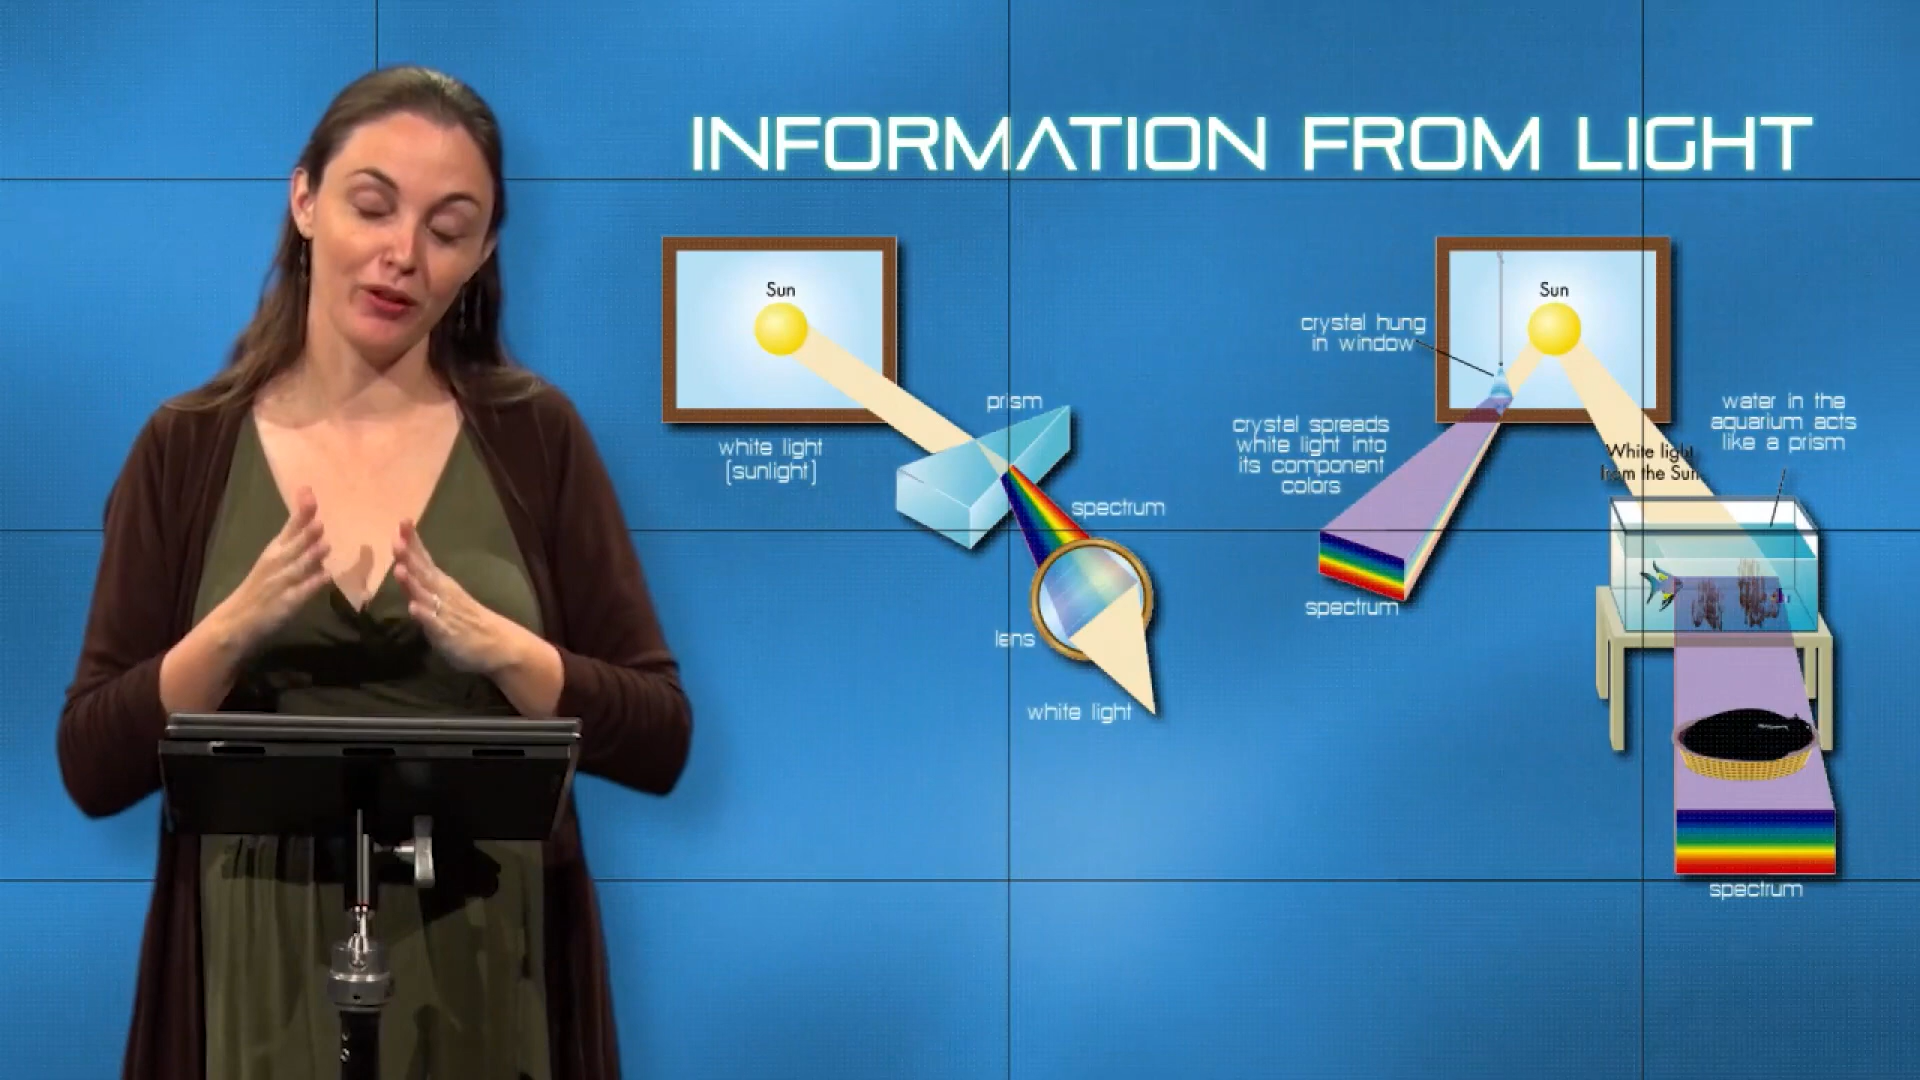 INFORMATION FROM LIGHT
Sun
white light
(sunlight)
prism
spectrum
lens
white light
Sun
crystal hung
in window
crystal spreads
white light into
its component
colors
spectrum
White light
from the Sun
water in the
aquarium acts
like a prism
spectrum